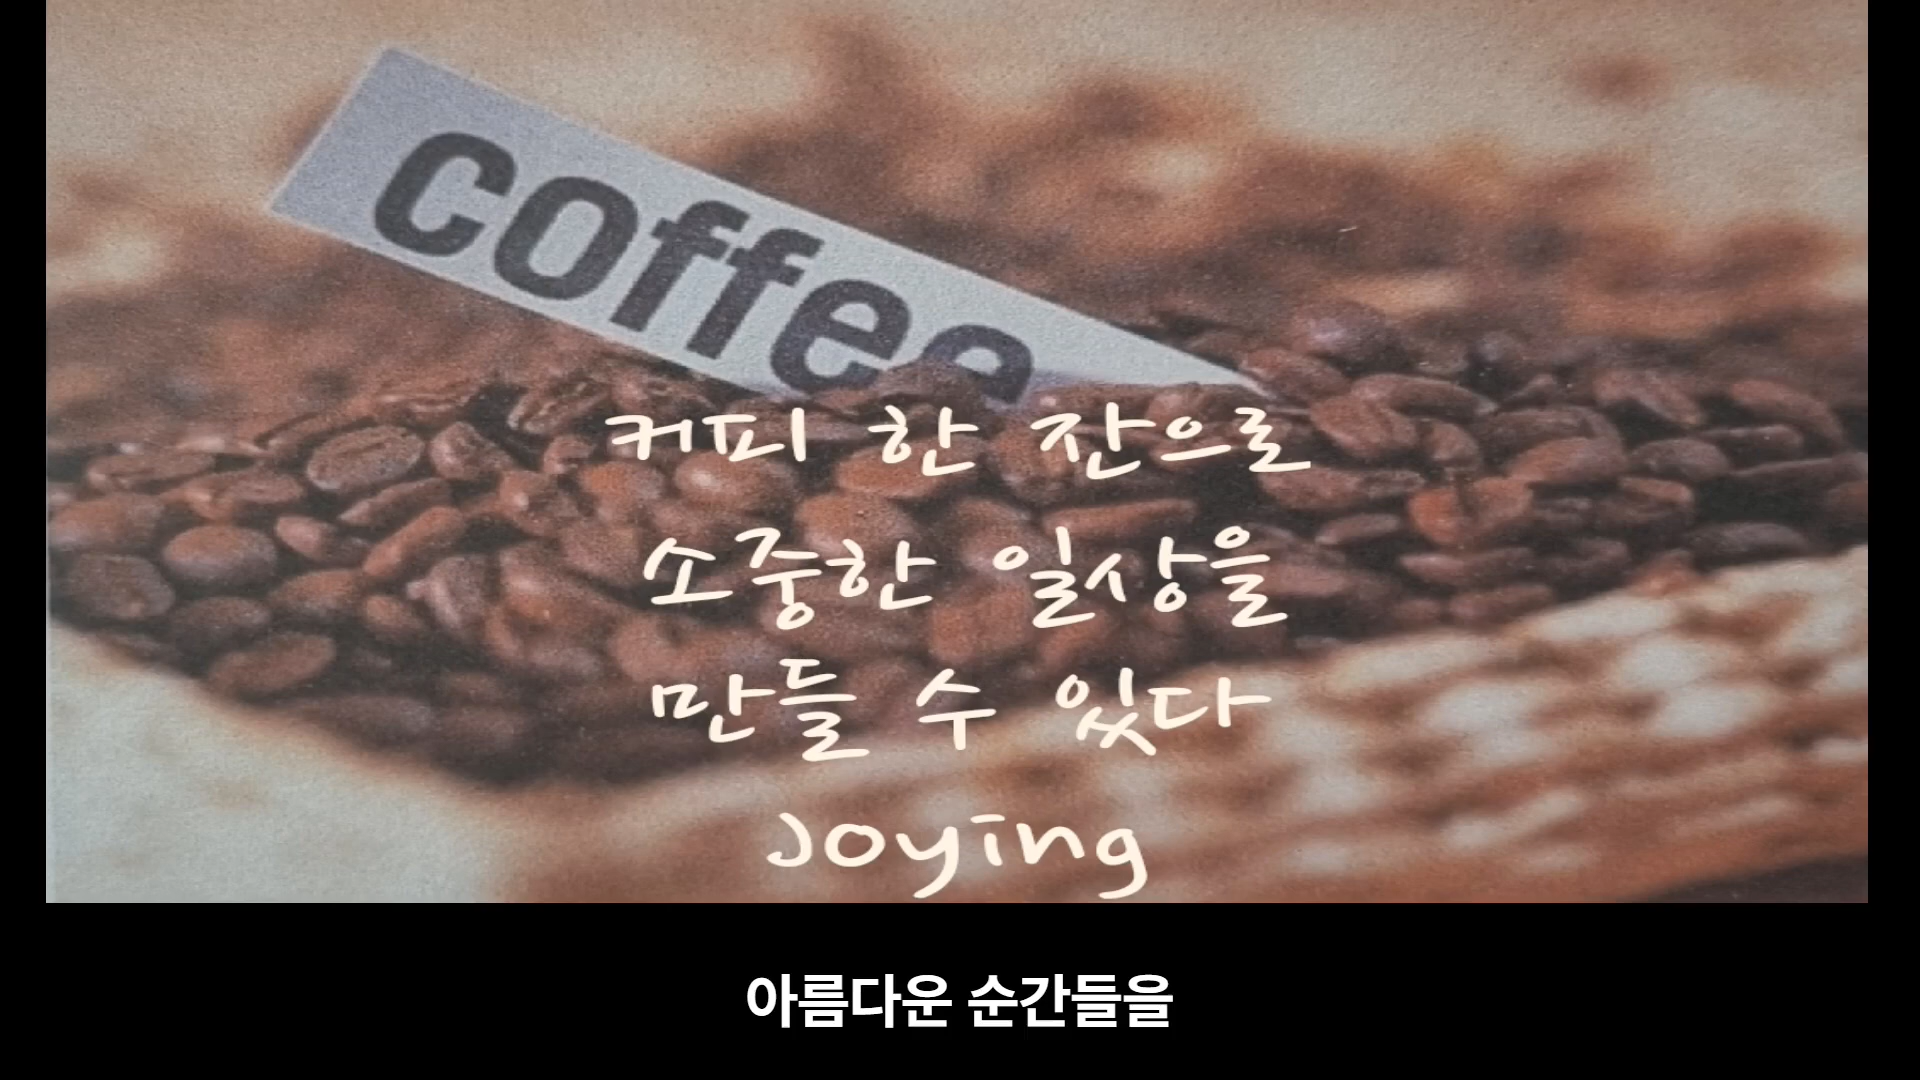 coffee
커피 한 잔으로
소중한 일상을
만들 수 있다
Joying
아름다운 순간들을